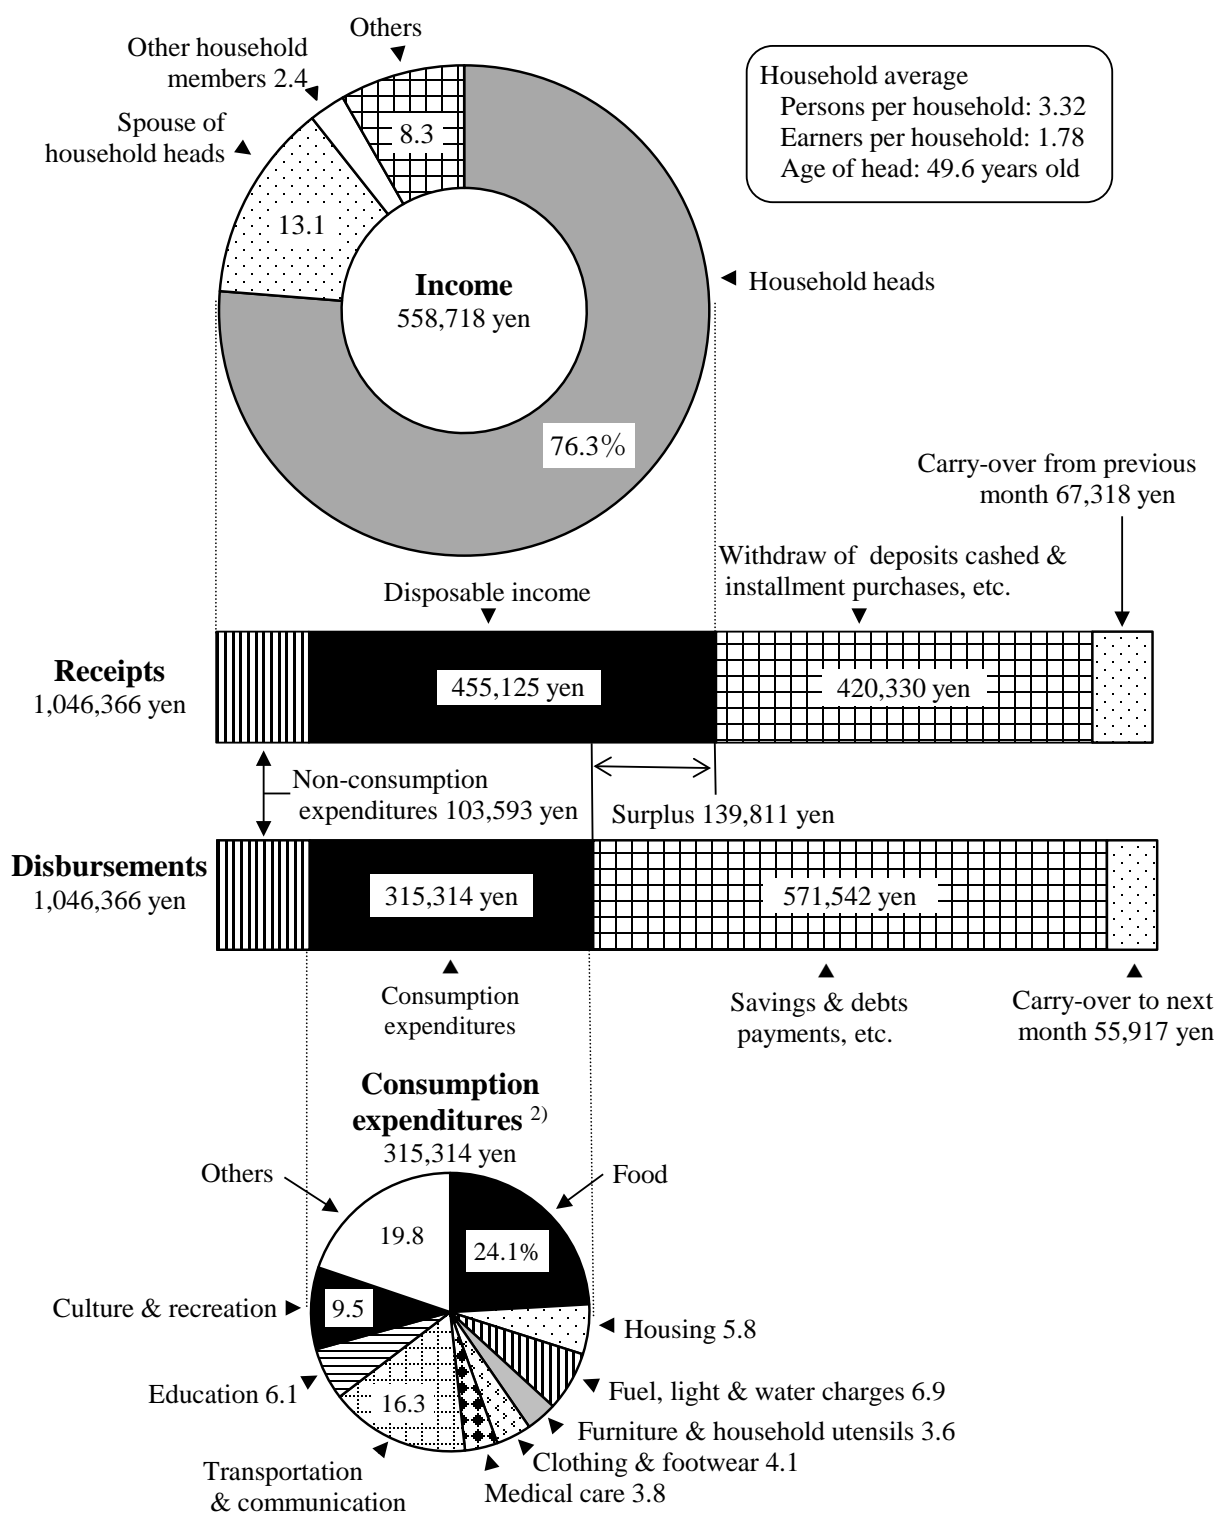 Others
Other household
members 2.4
Spouse of
household heads
8.3
13.1
Household average
Persons per household: 3.32
Earners per household: 1.78
Age of head: 49.6 years old
Income
558,718 yen
Household heads
76.3%
Carry-over from previous
month 67,318 yen
Withdraw of deposits cashed &
installment purchases, etc.
Disposable income
Receipts
1,046,366 yen
455,125 yen
420,330 yen
Non-consumption
expenditures 103,593 yen
Surplus 139,811 yen
Disbursements
1,046,366 yen
315,314 yen
571,542 yen
Consumption
expenditures
Savings & debts
payments, etc.
Carry-over to next
month 55,917 yen
Consumption
expenditures 2)
315,314 yen
Others
Food
19.8
24.1%
Culture & recreation
9.5
Housing 5.8
Education 6.1
16.3
Fuel, light & water charges 6.9
Furniture & household utensils 3.6
Clothing & footwear 4.1
Medical care 3.8
Transportation
& communication